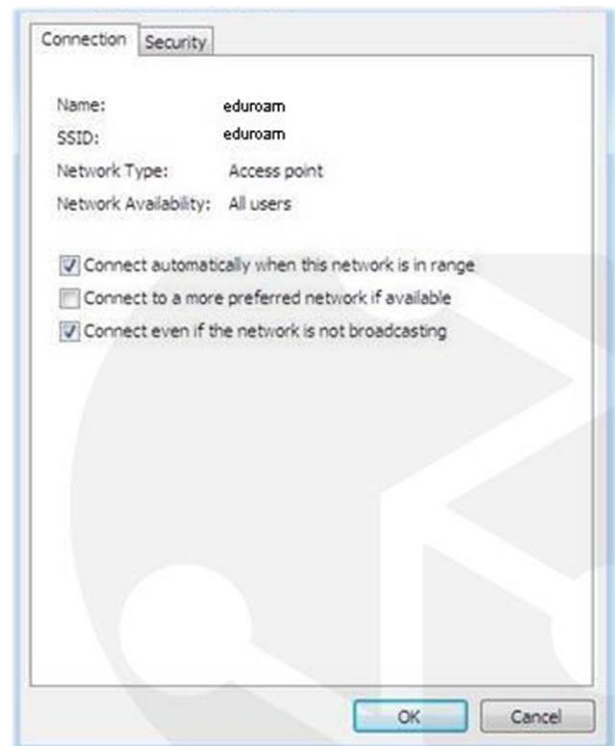 Connection Security
Name: eduroam
SSID: eduroam
Network Type: Access point
Network Availability: All users
Connect automatically when this network is in range
Connect to a more preferred network if available
Connect even if the network is not broadcasting
OK Cancel